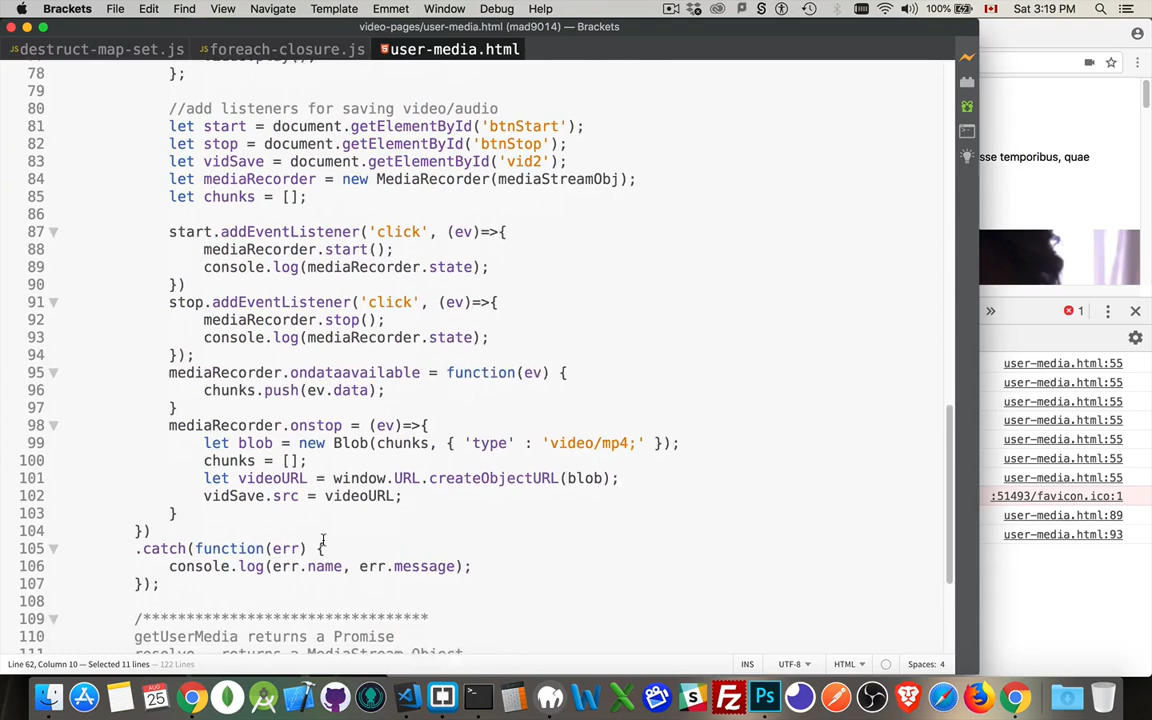 Brackets File Edit Find View Navigate Template Emmet Window Debug Help 100% Sat 3:19 PM
video-pages/user-media.html (mad9014) — Brackets
destruct-map-set.js foreach-closure.js user-media.html
78 };
79
80 //add listeners for saving video/audio
81 let start = document.getElementById('btnStart');
82 let stop = document.getElementById('btnStop');
83 let vidSave = document.getElementById('vid2');
84 let mediaRecorder = new MediaRecorder(mediaStreamObj);
85 let chunks = [];
86
87 start.addEventListener('click', (ev)=>{
88 mediaRecorder.start();
89 console.log(mediaRecorder.state);
90 })
91 stop.addEventListener('click', (ev)=>{
92 mediaRecorder.stop();
93 console.log(mediaRecorder.state);
94 });
95 mediaRecorder.ondataavailable = function(ev) {
96 chunks.push(ev.data);
97 }
98 mediaRecorder.onstop = (ev)=>{
99 let blob = new Blob(chunks, { 'type' : 'video/mp4;' });
100 chunks = [];
101 let videoURL = window.URL.createObjectURL(blob);
102 vidSave.src = videoURL;
103 }
104 })
105 .catch(function(err) {
106 console.log(err.name, err.message);
107 });
108
109 /*********************************
110 getUserMedia returns a Promise
Line 62, Column 10 — Selected 11 lines — 122 Lines
INS UTF-8 HTML Spaces: 4
sse temporibus, quae
» 1
user-media.html:55
user-media.html:55
user-media.html:55
user-media.html:55
user-media.html:55
user-media.html:55
user-media.html:55
:51493/favicon.ico:1
user-media.html:89
user-media.html:93
AUG
25